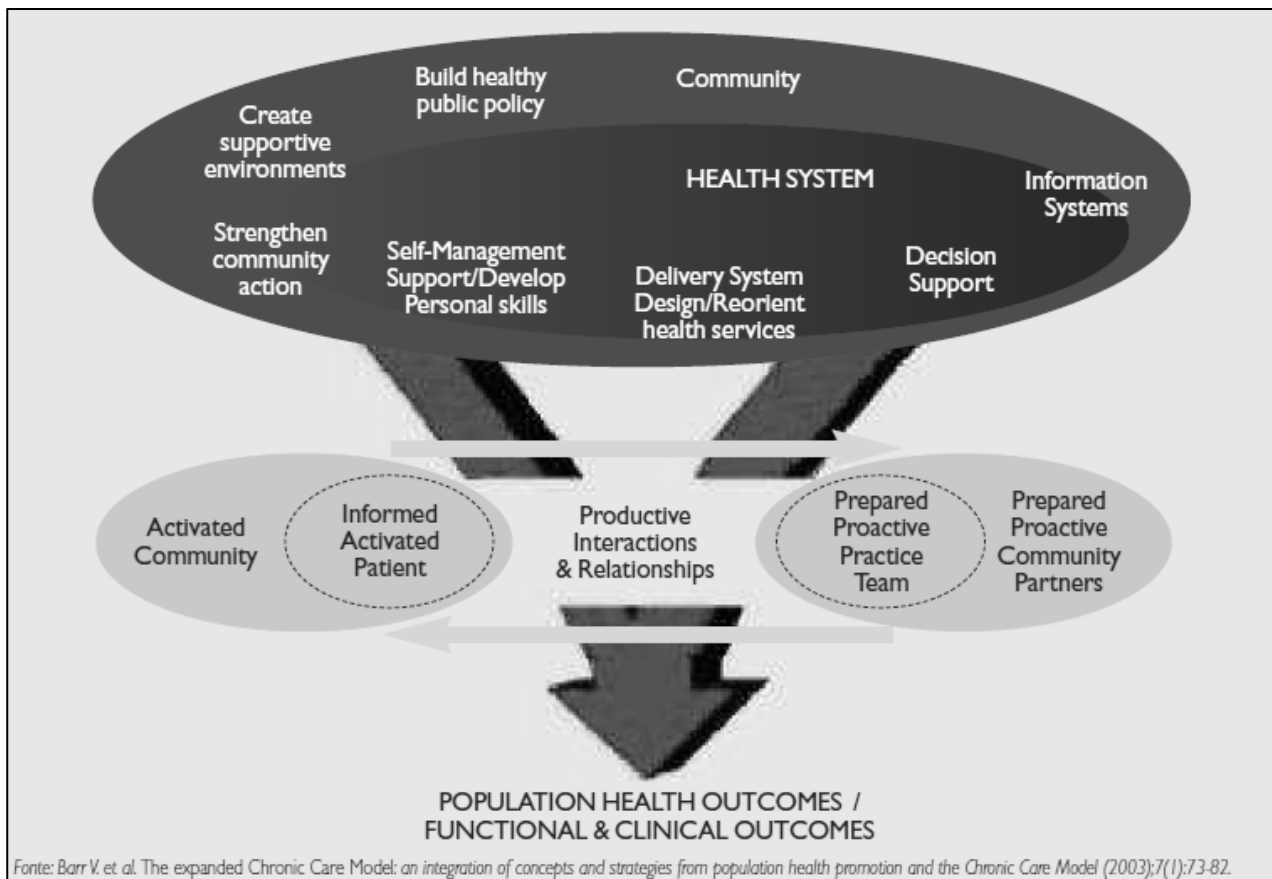 Build healthy
public policy
Community
Create
supportive
environments
HEALTH SYSTEM
Information
Systems
Strengthen
community
action
Self-Management
Support/Develop
Personal skills
Delivery System
Design/Reorient
health services
Decision
Support
Activated
Community
Informed
Activated
Patient
Productive
Interactions
& Relationships
Prepared
Proactive
Practice
Team
Prepared
Proactive
Community
Partners
POPULATION HEALTH OUTCOMES /
FUNCTIONAL & CLINICAL OUTCOMES
Fonte: Barr V. et al. The expanded Chronic Care Model: an integration of concepts and strategies from population health promotion and the Chronic Care Model (2003);7(1):73-82.